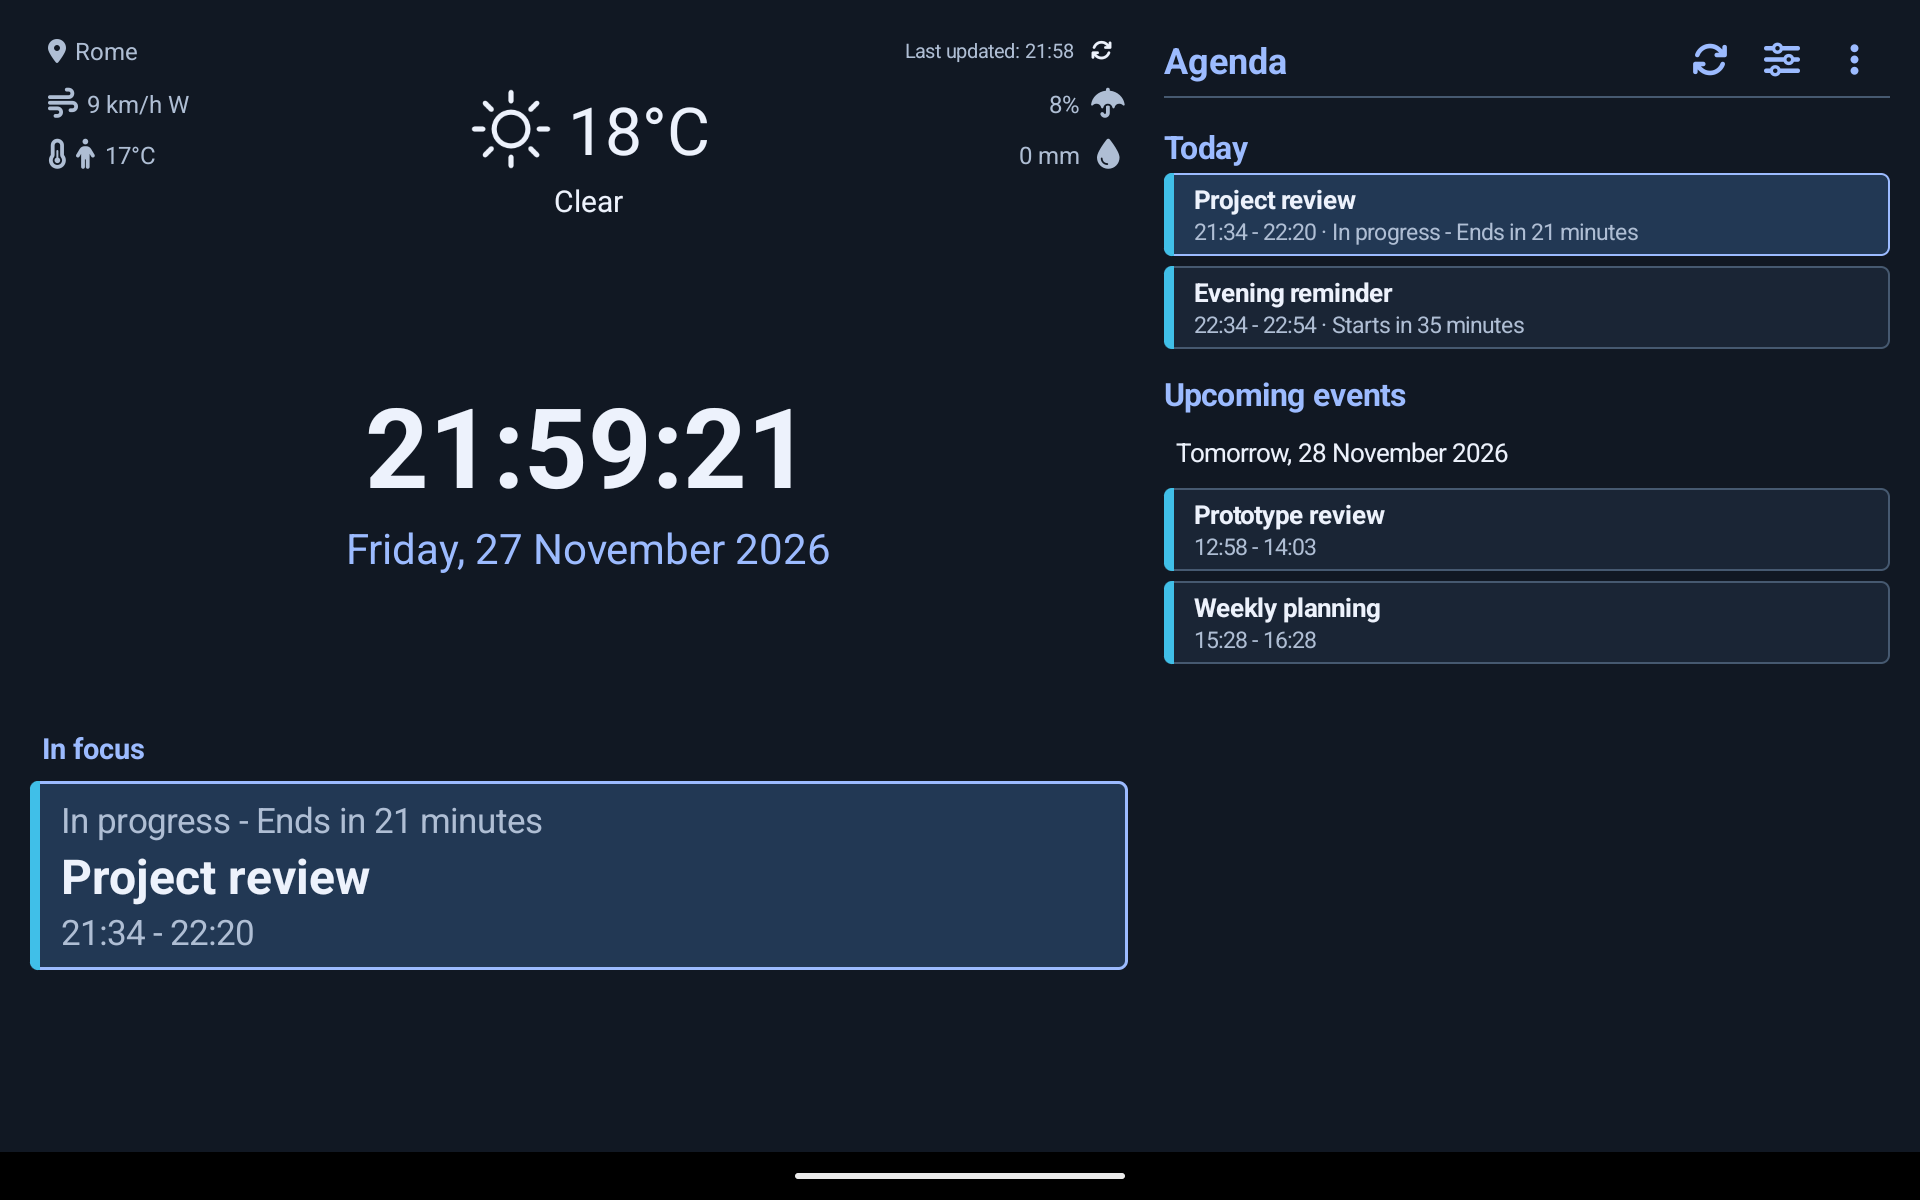 Rome
Last updated: 21:58
9 km/h W
8%
17°C
0 mm
18°C
Clear
21:59:21
Friday, 27 November 2026
In focus
In progress - Ends in 21 minutes
Project review
21:34 - 22:20
Agenda
Today
Project review
21:34 - 22:20 · In progress - Ends in 21 minutes
Evening reminder
22:34 - 22:54 · Starts in 35 minutes
Upcoming events
Tomorrow, 28 November 2026
Prototype review
12:58 - 14:03
Weekly planning
15:28 - 16:28